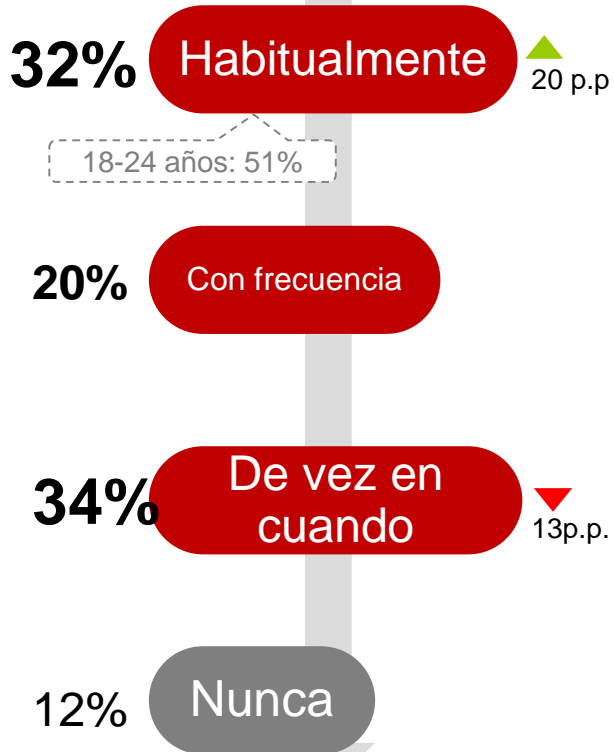 32%
Habitualmente
20 p.p
18-24 años: 51%
20%
Con frecuencia
34%
De vez en
cuando
13p.p.
12%
Nunca